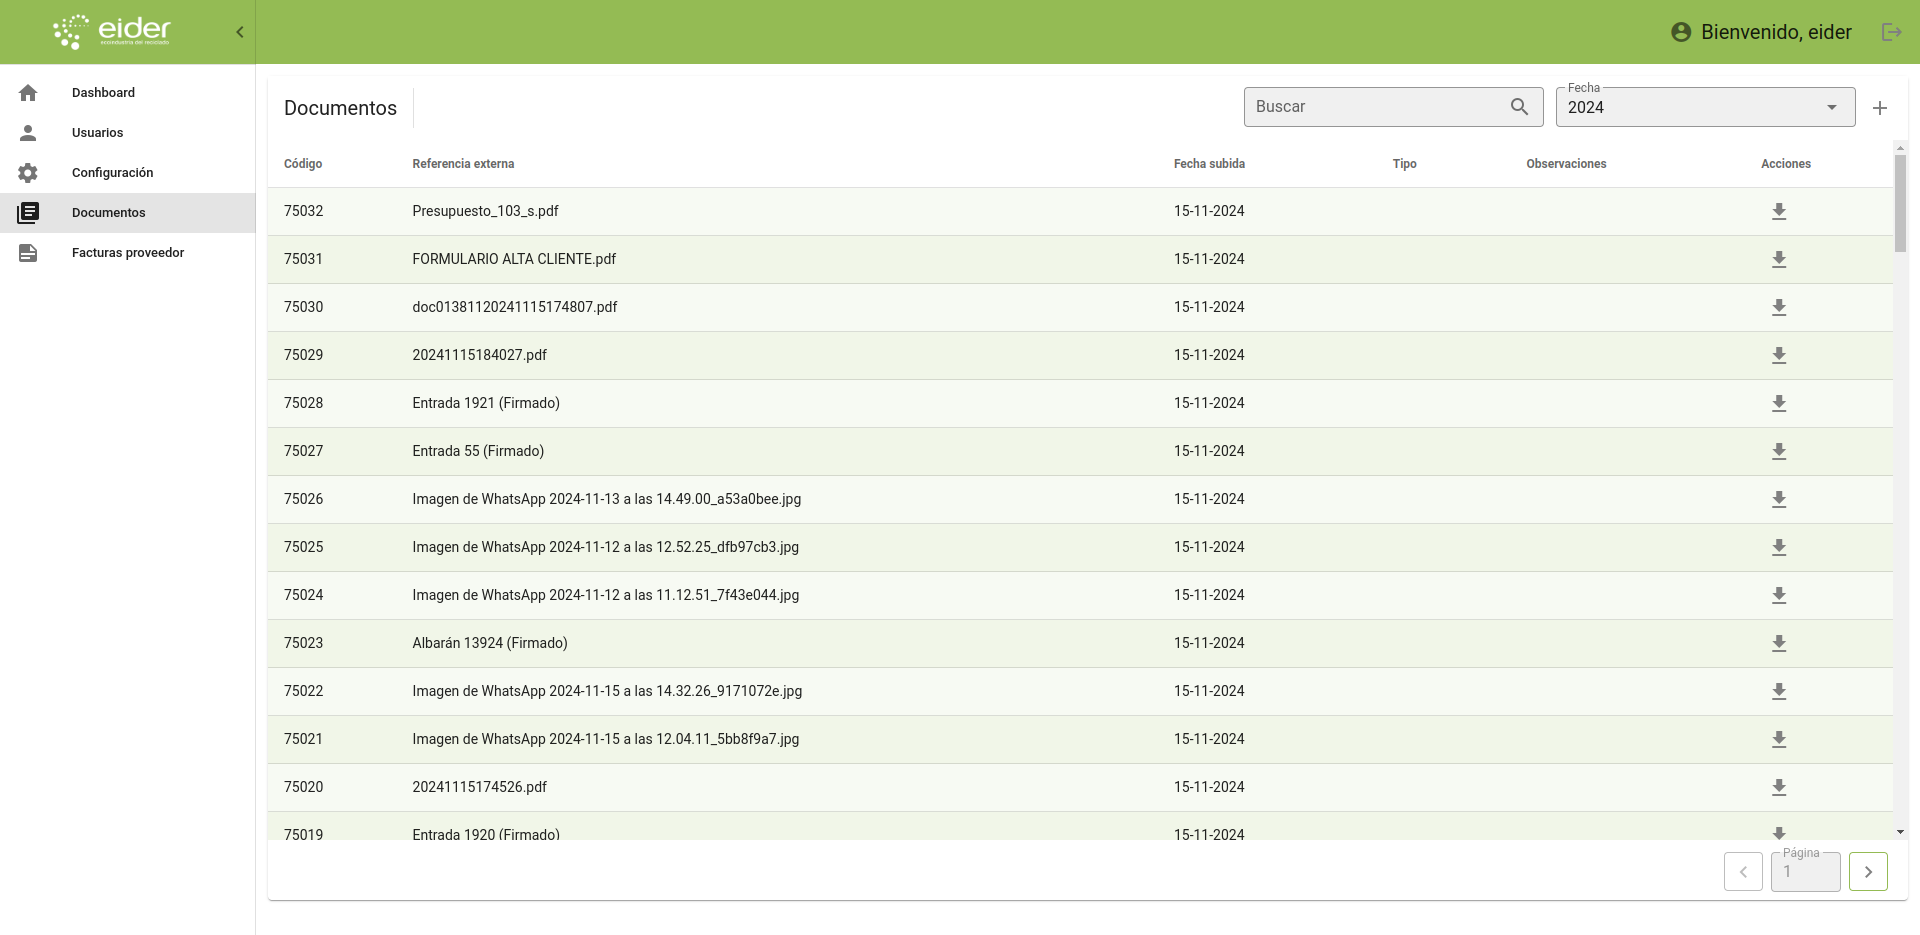 eider
ecoindustria del reciclado
Bienvenido, eider
Dashboard
Usuarios
Configuración
Documentos
Facturas proveedor
Documentos
Buscar
Fecha
2024
Código Referencia externa Fecha subida Tipo Observaciones Acciones
75032 Presupuesto_103_s.pdf 15-11-2024
75031 FORMULARIO ALTA CLIENTE.pdf 15-11-2024
75030 doc01381120241115174807.pdf 15-11-2024
75029 20241115184027.pdf 15-11-2024
75028 Entrada 1921 (Firmado) 15-11-2024
75027 Entrada 55 (Firmado) 15-11-2024
75026 Imagen de WhatsApp 2024-11-13 a las 14.49.00_a53a0bee.jpg 15-11-2024
75025 Imagen de WhatsApp 2024-11-12 a las 12.52.25_dfb97cb3.jpg 15-11-2024
75024 Imagen de WhatsApp 2024-11-12 a las 11.12.51_7f43e044.jpg 15-11-2024
75023 Albarán 13924 (Firmado) 15-11-2024
75022 Imagen de WhatsApp 2024-11-15 a las 14.32.26_9171072e.jpg 15-11-2024
75021 Imagen de WhatsApp 2024-11-15 a las 12.04.11_5bb8f9a7.jpg 15-11-2024
75020 20241115174526.pdf 15-11-2024
75019 Entrada 1920 (Firmado) 15-11-2024
Página
1